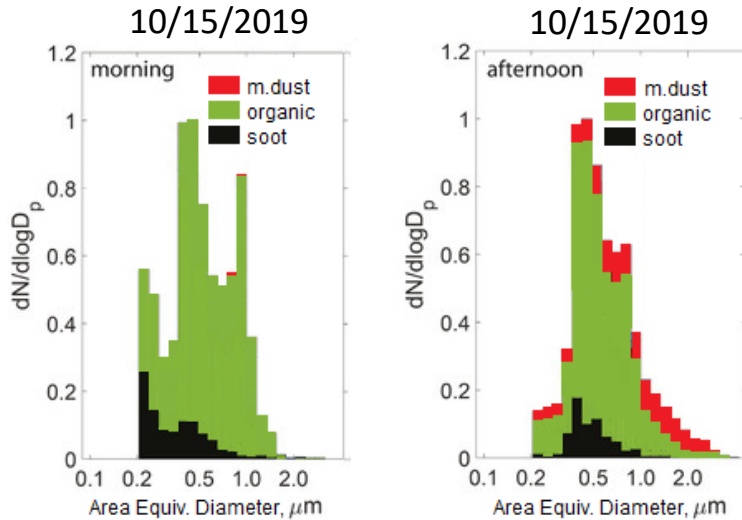 10/15/2019
morning
m.dust
organic
soot
1.2
1
0.8
0.6
0.4
0.2
0
dN/dlogDp
0.1 0.2 0.5 1.0 2.0
Area Equiv. Diameter, μm
10/15/2019
afternoon
m.dust
organic
soot
1.2
1
0.8
0.6
0.4
0.2
0
dN/dlogDp
0.1 0.2 0.5 1.0 2.0
Area Equiv. Diameter, μm